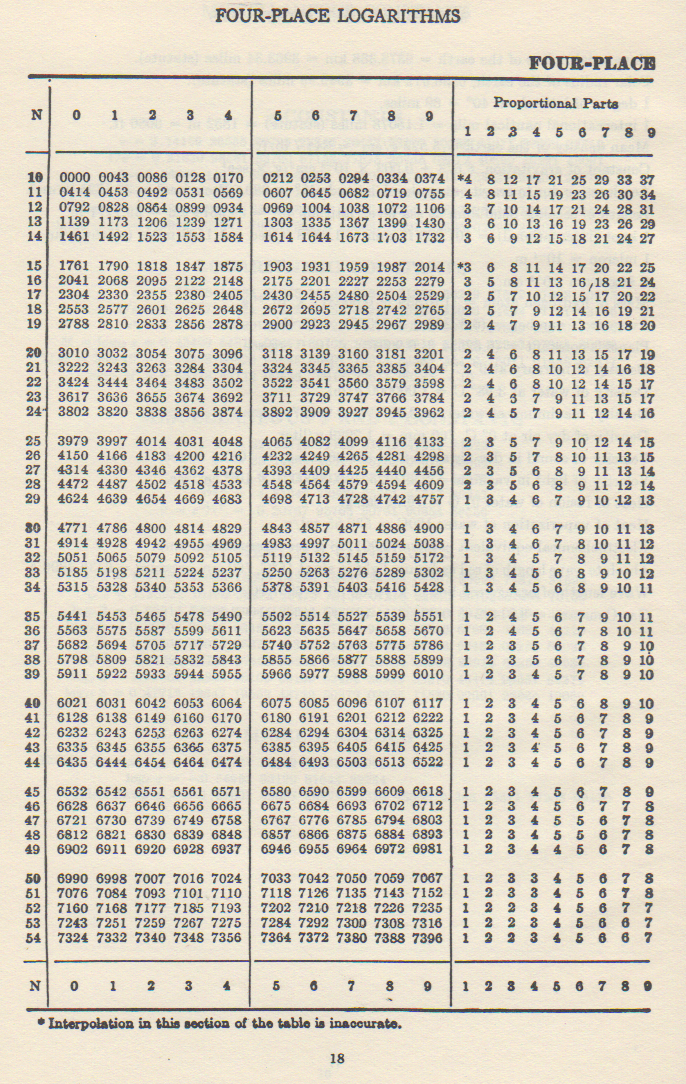 FOUR-PLACE LOGARITHMS
FOUR-PLACE
N 0 1 2 3 4 5 6 7 8 9 Proportional Parts
1 2 3 4 5 6 7 8 9
10 0000 0043 0086 0128 0170 0212 0253 0294 0334 0374 *4 8 12 17 21 25 29 33 37
11 0414 0453 0492 0531 0569 0607 0645 0682 0719 0755 4 8 11 15 19 23 26 30 34
12 0792 0828 0864 0899 0934 0969 1004 1038 1072 1106 3 7 10 14 17 21 24 28 31
13 1139 1173 1206 1239 1271 1303 1335 1367 1399 1430 3 6 10 13 16 19 23 26 29
14 1461 1492 1523 1553 1584 1614 1644 1673 1703 1732 3 6 9 12 15 18 21 24 27
15 1761 1790 1818 1847 1875 1903 1931 1959 1987 2014 *3 6 8 11 14 17 20 22 25
16 2041 2068 2095 2122 2148 2175 2201 2227 2253 2279 3 5 8 11 13 16 18 21 24
17 2304 2330 2355 2380 2405 2430 2455 2480 2504 2529 2 5 7 10 12 15 17 20 22
18 2553 2577 2601 2625 2648 2672 2695 2718 2742 2765 2 5 7 9 12 14 16 19 21
19 2788 2810 2833 2856 2878 2900 2923 2945 2967 2989 2 4 7 9 11 13 16 18 20
20 3010 3032 3054 3075 3096 3118 3139 3160 3181 3201 2 4 6 8 11 13 15 17 19
21 3222 3243 3263 3284 3304 3324 3345 3365 3385 3404 2 4 6 8 10 12 14 16 18
22 3424 3444 3464 3483 3502 3522 3541 3560 3579 3598 2 4 6 8 10 12 14 15 17
23 3617 3636 3655 3674 3692 3711 3729 3747 3766 3784 2 4 6 7 9 11 13 15 17
24 3802 3820 3838 3856 3874 3892 3909 3927 3945 3962 2 4 5 7 9 11 12 14 16
25 3979 3997 4014 4031 4048 4065 4082 4099 4116 4133 2 3 5 7 9 10 12 14 15
26 4150 4166 4183 4200 4216 4232 4249 4265 4281 4298 2 3 5 7 8 10 11 13 15
27 4314 4330 4346 4362 4378 4393 4409 4425 4440 4456 2 3 5 6 8 9 11 13 14
28 4472 4487 4502 4518 4533 4548 4564 4579 4594 4609 2 3 5 6 8 9 11 12 14
29 4624 4639 4654 4669 4683 4698 4713 4728 4742 4757 1 3 4 6 7 9 10 12 13
30 4771 4786 4800 4814 4829 4843 4857 4871 4886 4900 1 3 4 6 7 9 10 11 13
31 4914 4928 4942 4955 4969 4983 4997 5011 5024 5038 1 3 4 6 7 8 10 11 12
32 5051 5065 5079 5092 5105 5119 5132 5145 5159 5172 1 3 4 5 7 8 9 11 12
33 5185 5198 5211 5224 5237 5250 5263 5276 5289 5302 1 3 4 5 6 8 9 10 12
34 5315 5328 5340 5353 5366 5378 5391 5403 5416 5428 1 3 4 5 6 8 9 10 11
35 5441 5453 5465 5478 5490 5502 5514 5527 5539 5551 1 2 4 5 6 7 9 10 11
36 5563 5575 5587 5599 5611 5623 5635 5647 5658 5670 1 2 4 5 6 7 8 10 11
37 5682 5694 5705 5717 5729 5740 5752 5763 5775 5786 1 2 3 5 6 7 8 9 10
38 5798 5809 5821 5832 5843 5855 5866 5877 5888 5899 1 2 3 5 6 7 8 9 10
39 5911 5922 5933 5944 5955 5966 5977 5988 5999 6010 1 2 3 4 5 7 8 9 10
40 6021 6031 6042 6053 6064 6075 6085 6096 6107 6117 1 2 3 4 5 6 8 9 10
41 6128 6138 6149 6160 6170 6180 6191 6201 6212 6222 1 2 3 4 5 6 7 8 9
42 6232 6243 6253 6263 6274 6284 6294 6304 6314 6325 1 2 3 4 5 6 7 8 9
43 6335 6345 6355 6365 6375 6385 6395 6405 6415 6425 1 2 3 4 5 6 7 8 9
44 6435 6444 6454 6464 6474 6484 6493 6503 6513 6522 1 2 3 4 5 6 7 8 9
45 6532 6542 6551 6561 6571 6580 6590 6599 6609 6618 1 2 3 4 5 6 7 8 9
46 6628 6637 6646 6656 6665 6675 6684 6693 6702 6712 1 2 3 4 5 6 7 7 8
47 6721 6730 6739 6749 6758 6767 6776 6785 6794 6803 1 2 3 4 5 5 6 7 8
48 6812 6821 6830 6839 6848 6857 6866 6875 6884 6893 1 2 3 4 5 5 6 7 8
49 6902 6911 6920 6928 6937 6946 6955 6964 6972 6981 1 2 3 4 4 5 6 7 8
50 6990 6998 7007 7016 7024 7033 7042 7050 7059 7067 1 2 3 3 4 5 6 7 8
51 7076 7084 7093 7101 7110 7118 7126 7135 7143 7152 1 2 3 3 4 5 6 7 8
52 7160 7168 7177 7185 7193 7202 7210 7218 7226 7235 1 2 2 3 4 5 6 7 7
53 7243 7251 7259 7267 7275 7284 7292 7300 7308 7316 1 2 2 3 4 5 6 6 7
54 7324 7332 7340 7348 7356 7364 7372 7380 7388 7396 1 2 2 3 4 5 6 6 7
N 0 1 2 3 4 5 6 7 8 9 1 2 3 4 5 6 7 8 9
* Interpolation in this section of the table is inaccurate.
18